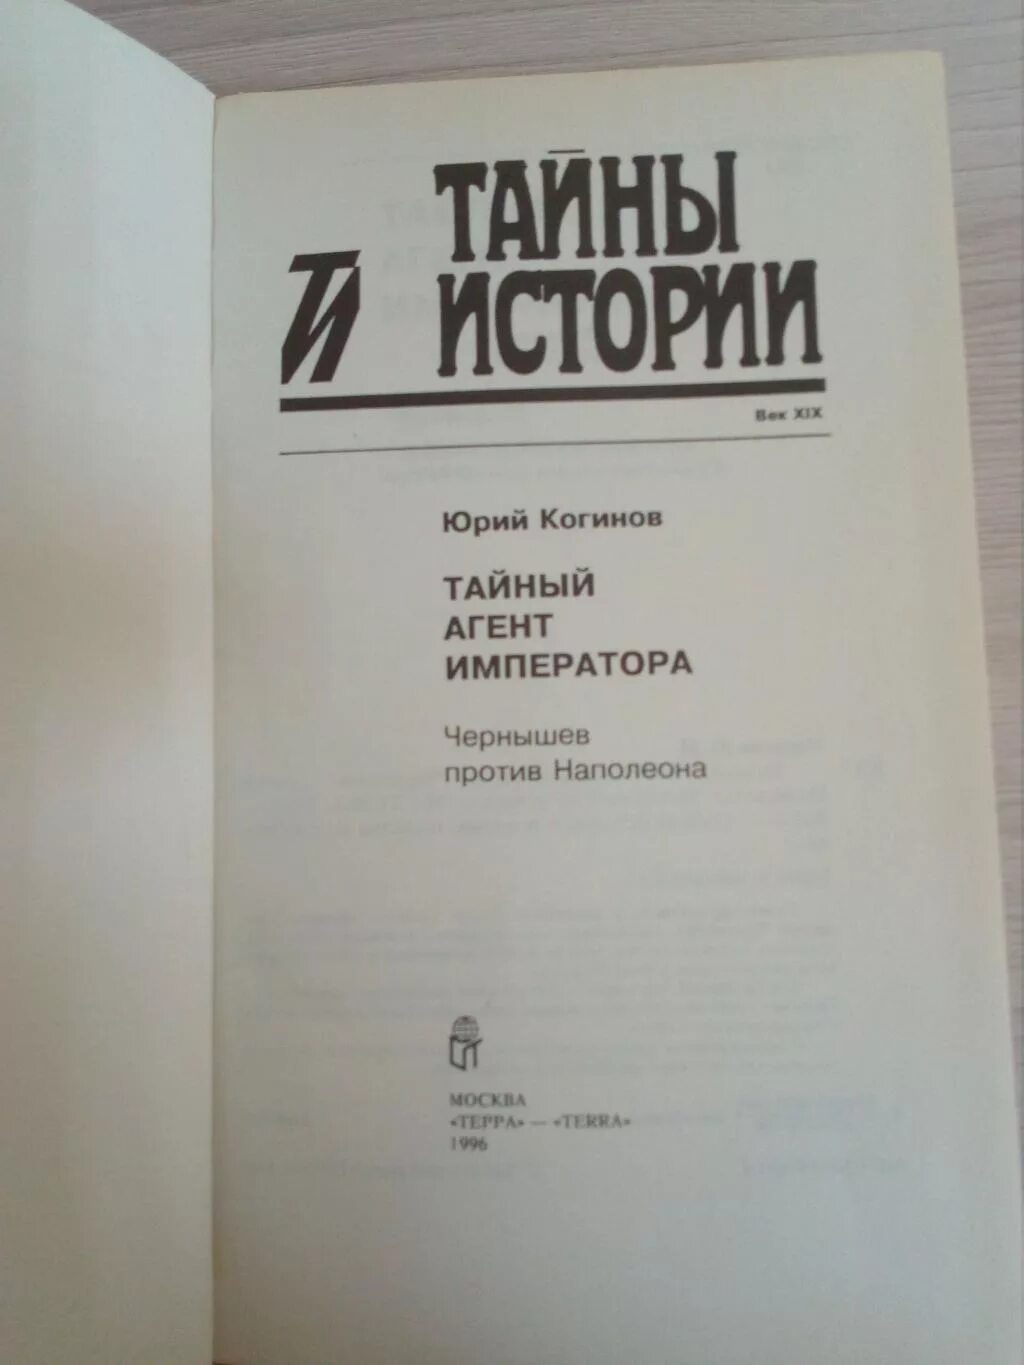 ТАЙНЫ
ТИ ИСТОРИИ
Век XIX
Юрий Когинов
ТАЙНЫЙ
АГЕНТ
ИМПЕРАТОРА
Чернышев
против Наполеона
МОСКВА
«ТЕРРА» — «TERRA»
1996